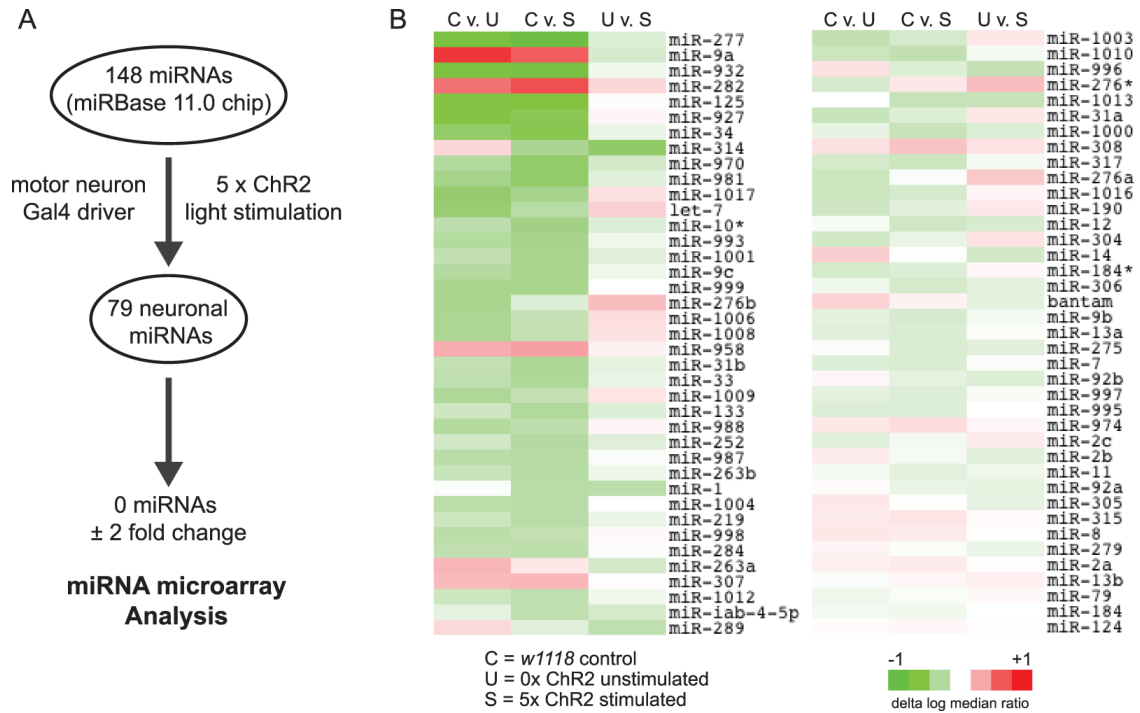 A
148 miRNAs
(miRBase 11.0 chip)
motor neuron
Gal4 driver
5 x ChR2
light stimulation
79 neuronal
miRNAs
0 miRNAs
± 2 fold change
miRNA microarray
Analysis
B
C v. U C v. S U v. S
miR-277
miR-9a
miR-932
miR-282
miR-125
miR-927
miR-34
miR-314
miR-970
miR-981
miR-1017
let-7
miR-10*
miR-993
miR-1001
miR-9c
miR-999
miR-276b
miR-1006
miR-1008
miR-958
miR-31b
miR-33
miR-1009
miR-133
miR-988
miR-252
miR-987
miR-263b
miR-1
miR-1004
miR-219
miR-998
miR-284
miR-263a
miR-307
miR-1012
miR-iab-4-5p
miR-289
C v. U C v. S U v. S
miR-1003
miR-1010
miR-996
miR-276*
miR-1013
miR-31a
miR-1000
miR-308
miR-317
miR-276a
miR-1016
miR-190
miR-12
miR-304
miR-14
miR-184*
miR-306
bantam
miR-9b
miR-13a
miR-275
miR-7
miR-92b
miR-997
miR-995
miR-974
miR-2c
miR-2b
miR-11
miR-92a
miR-305
miR-315
miR-8
miR-279
miR-2a
miR-13b
miR-79
miR-184
miR-124
C = w1118 control
U = 0x ChR2 unstimulated
S = 5x ChR2 stimulated
-1 +1
delta log median ratio